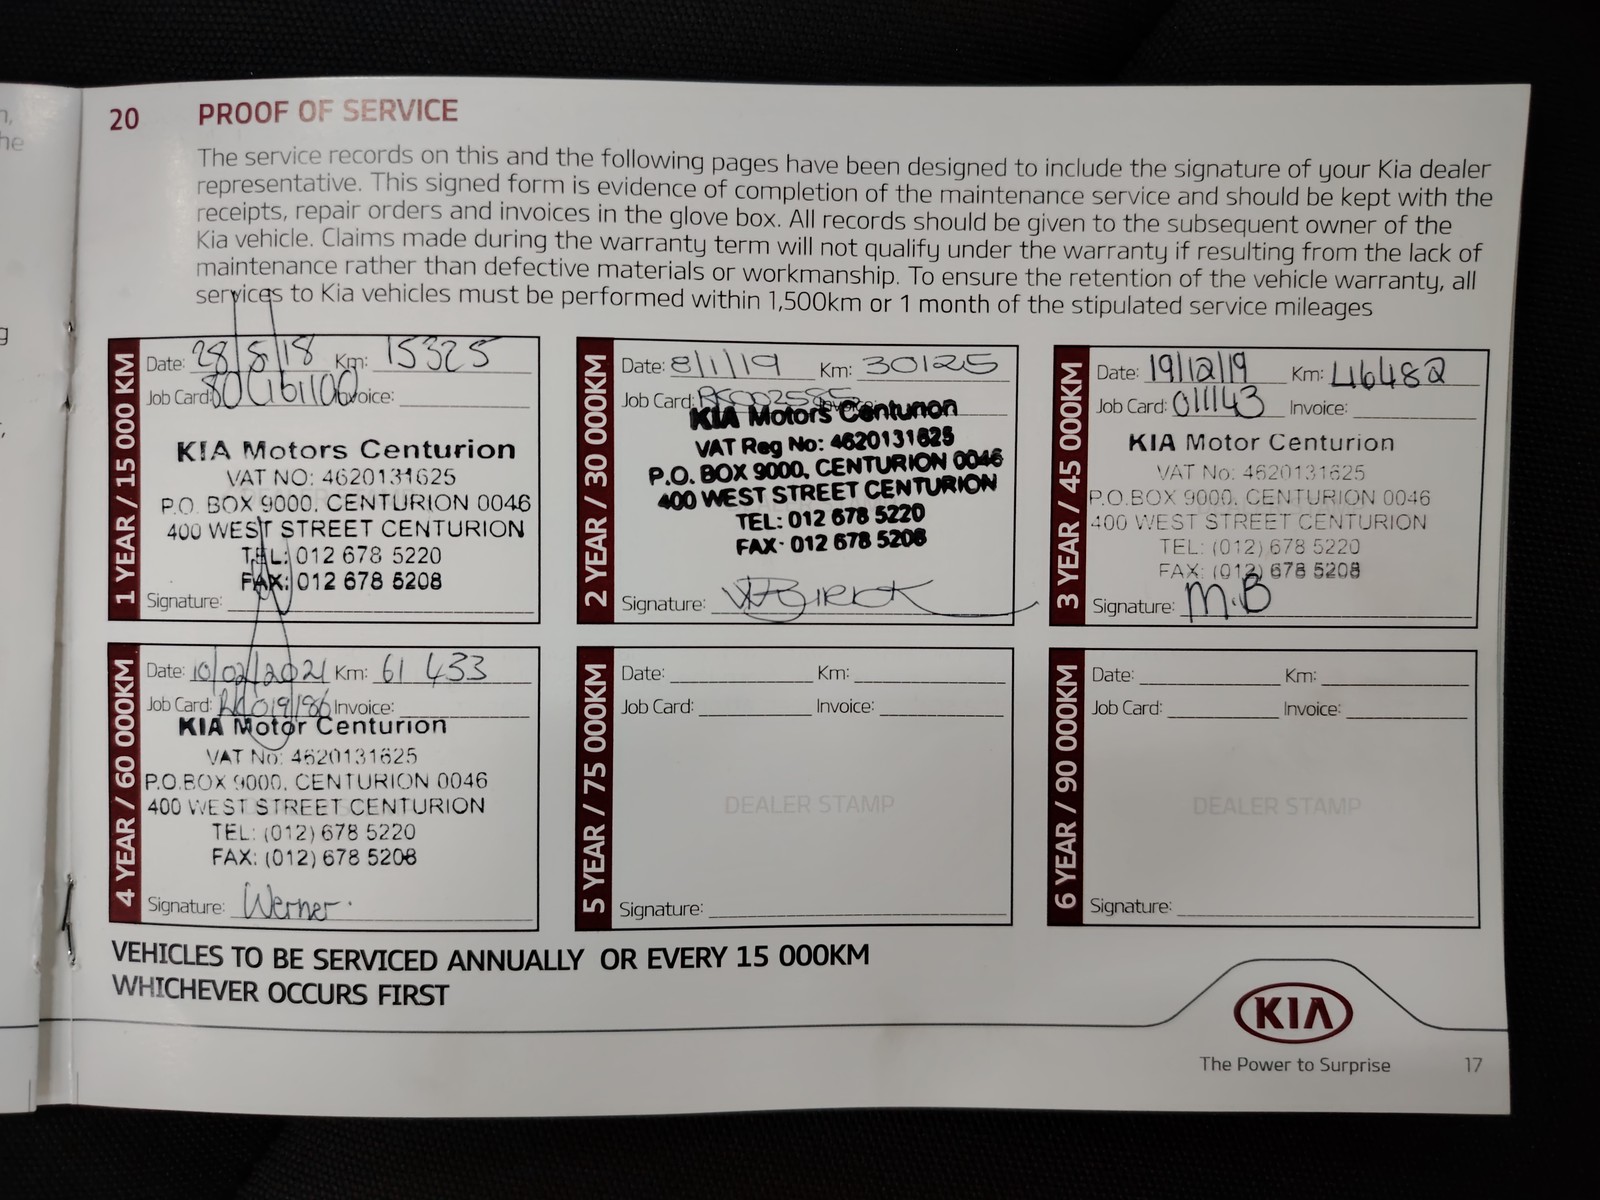 n,
he
g
20 PROOF OF SERVICE
The service records on this and the following pages have been designed to include the signature of your Kia dealer
representative. This signed form is evidence of completion of the maintenance service and should be kept with the
receipts, repair orders and invoices in the glove box. All records should be given to the subsequent owner of the
Kia vehicle. Claims made during the warranty term will not qualify under the warranty if resulting from the lack of
maintenance rather than defective materials or workmanship. To ensure the retention of the vehicle warranty, all
services to Kia vehicles must be performed within 1,500km or 1 month of the stipulated service mileages
1 YEAR / 15 000 KM
Date: 28/8/18 Km: 15325
Job Card: Invoice:
KIA Motors Centurion
VAT NO: 4620131625
P.O. BOX 9000, CENTURION 0046
400 WEST STREET CENTURION
TEL: 012 678 5220
FAX: 012 678 5208
Signature:
2 YEAR / 30 000KM
Date: 8/1/19 Km: 30125
Job Card: Invoice:
KIA Motors Centurion
VAT Reg No: 4620131625
P.O. BOX 9000, CENTURION 0046
400 WEST STREET CENTURION
TEL: 012 678 5220
FAX: 012 678 5208
Signature:
3 YEAR / 45 000KM
Date: 19/12/19 Km: 46482
Job Card: 011143 Invoice:
KIA Motor Centurion
VAT No: 4620131625
P.O.BOX 9000, CENTURION 0046
400 WEST STREET CENTURION
TEL: (012) 678 5220
FAX: (012) 678 5208
Signature: M.B
4 YEAR / 60 000KM
Date: 10/02/2021 Km: 61 433
Job Card: Invoice:
KIA Motor Centurion
VAT No: 4620131625
P.O.BOX 9000, CENTURION 0046
400 WEST STREET CENTURION
TEL: (012) 678 5220
FAX: (012) 678 5208
Signature: Werner.
5 YEAR / 75 000KM
Date: Km:
Job Card: Invoice:
DEALER STAMP
Signature:
6 YEAR / 90 000KM
Date: Km:
Job Card: Invoice:
DEALER STAMP
Signature:
VEHICLES TO BE SERVICED ANNUALLY OR EVERY 15 000KM
WHICHEVER OCCURS FIRST
KIA
The Power to Surprise 17